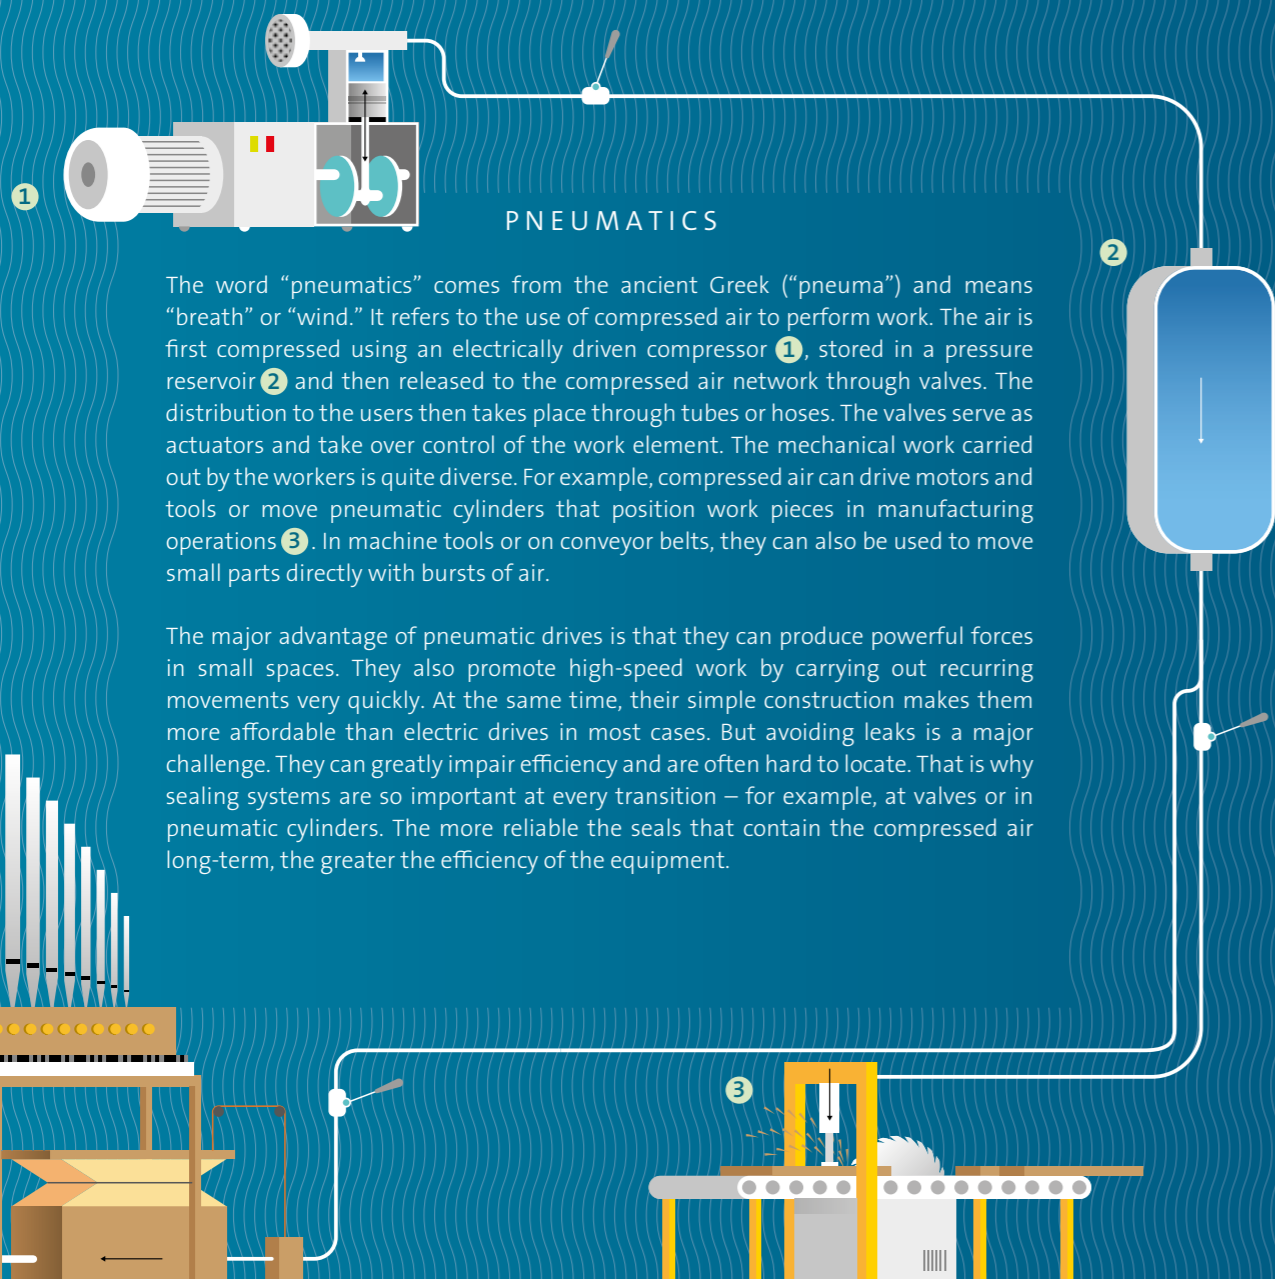 1
PNEUMATICS
2
The word “pneumatics” comes from the ancient Greek (“pneuma”) and means
“breath” or “wind.” It refers to the use of compressed air to perform work. The air is
first compressed using an electrically driven compressor 1, stored in a pressure
reservoir 2 and then released to the compressed air network through valves. The
distribution to the users then takes place through tubes or hoses. The valves serve as
actuators and take over control of the work element. The mechanical work carried
out by the workers is quite diverse. For example, compressed air can drive motors and
tools or move pneumatic cylinders that position work pieces in manufacturing
operations 3. In machine tools or on conveyor belts, they can also be used to move
small parts directly with bursts of air.
The major advantage of pneumatic drives is that they can produce powerful forces
in small spaces. They also promote high-speed work by carrying out recurring
movements very quickly. At the same time, their simple construction makes them
more affordable than electric drives in most cases. But avoiding leaks is a major
challenge. They can greatly impair efficiency and are often hard to locate. That is why
sealing systems are so important at every transition – for example, at valves or in
pneumatic cylinders. The more reliable the seals that contain the compressed air
long-term, the greater the efficiency of the equipment.
3